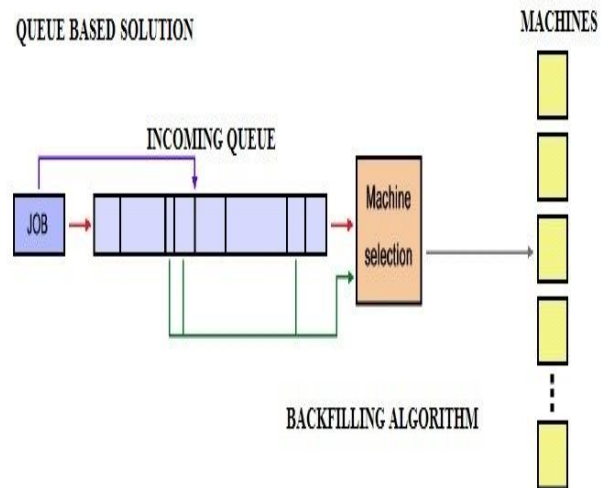 QUEUE BASED SOLUTION
MACHINES
INCOMING QUEUE
JOB
Machine
selection
BACKFILLING ALGORITHM